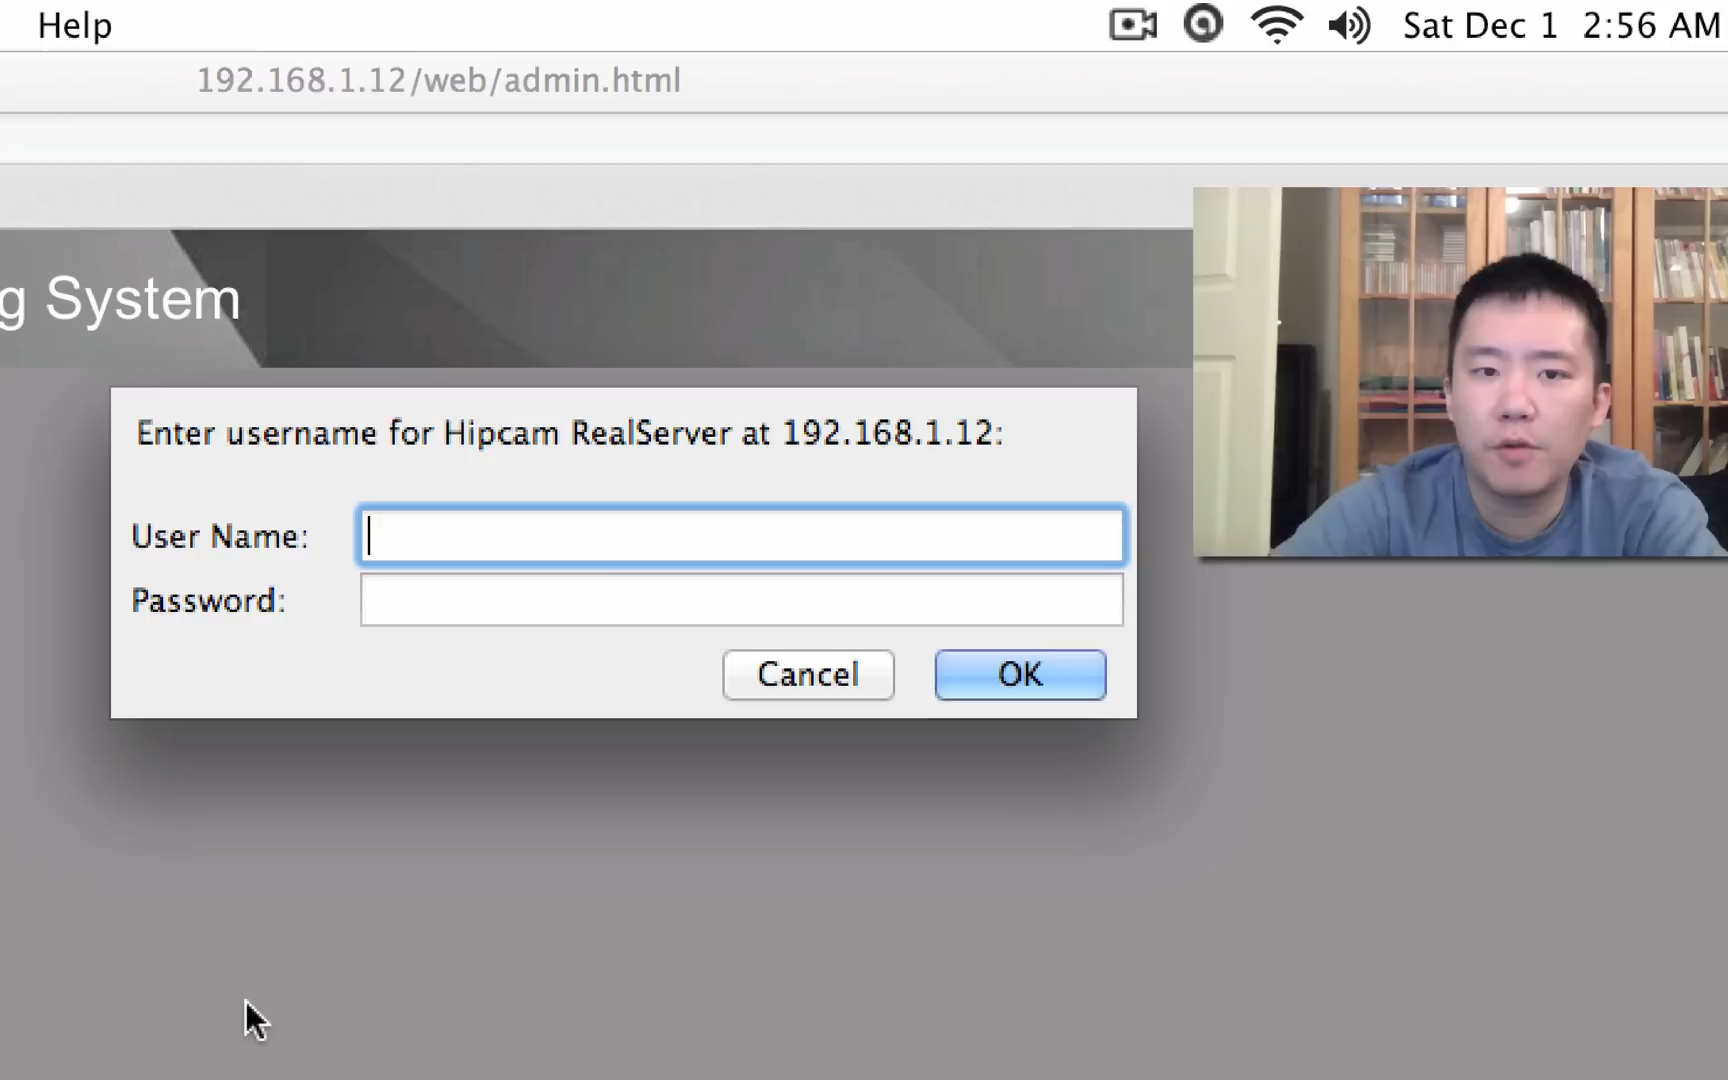 Help
Sat Dec 1 2:56 AM
192.168.1.12/web/admin.html
g System
Enter username for Hipcam RealServer at 192.168.1.12:
User Name:
Password:
Cancel
OK